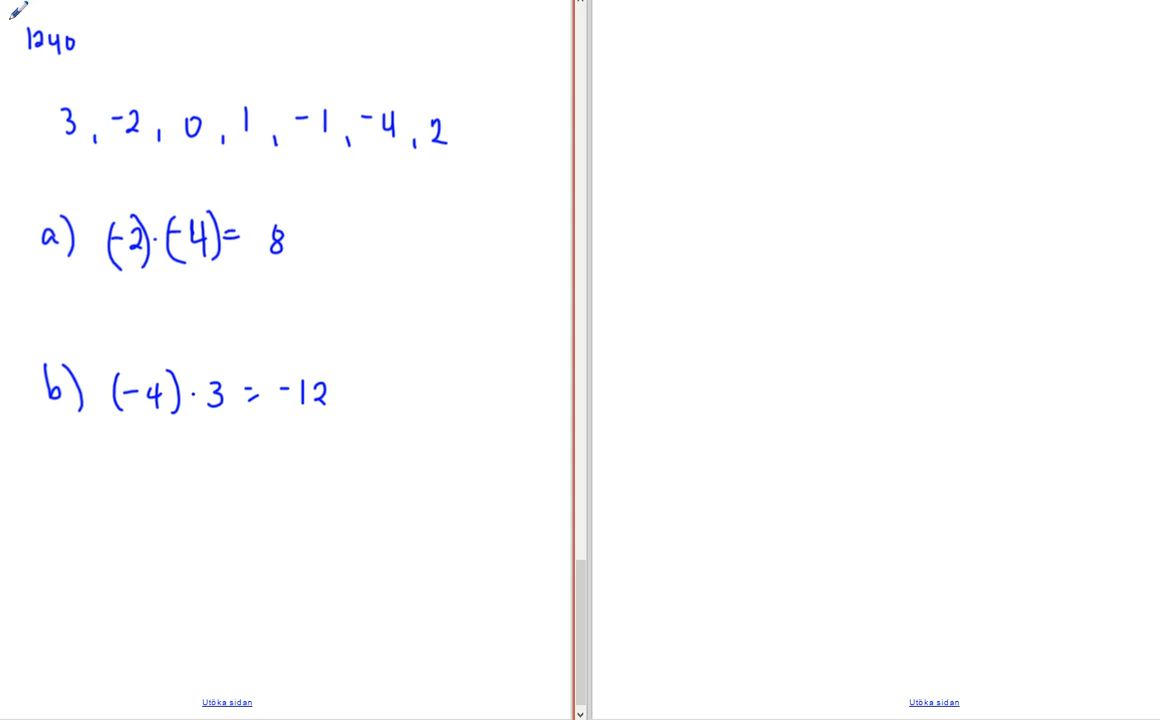 1240
3, -2, 0, 1, -1, -4, 2
a) (-2)·(-4)= 8
b) (-4)·3 = -12
Utöka sidan Utöka sidan